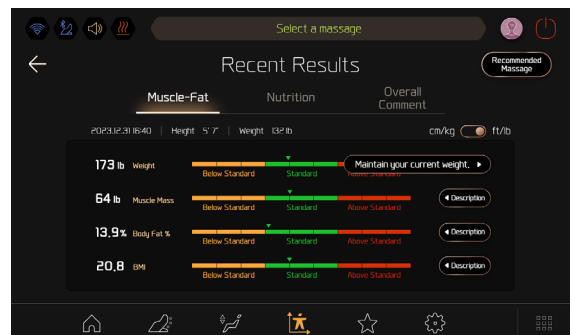 Select a massage
Recent Results
Recommended
Massage
Muscle-Fat
Nutrition
Overall
Comment
2023.12.31 16:40 | Height 5' 7" | Weight 132 lb
cm/kg ft/lb
173 lb Weight
Below Standard Standard Above Standard
Maintain your current weight.
64 lb Muscle Mass
Below Standard Standard Above Standard
Description
13.9% Body Fat %
Below Standard Standard Above Standard
Description
20.8 BMI
Below Standard Standard Above Standard
Description